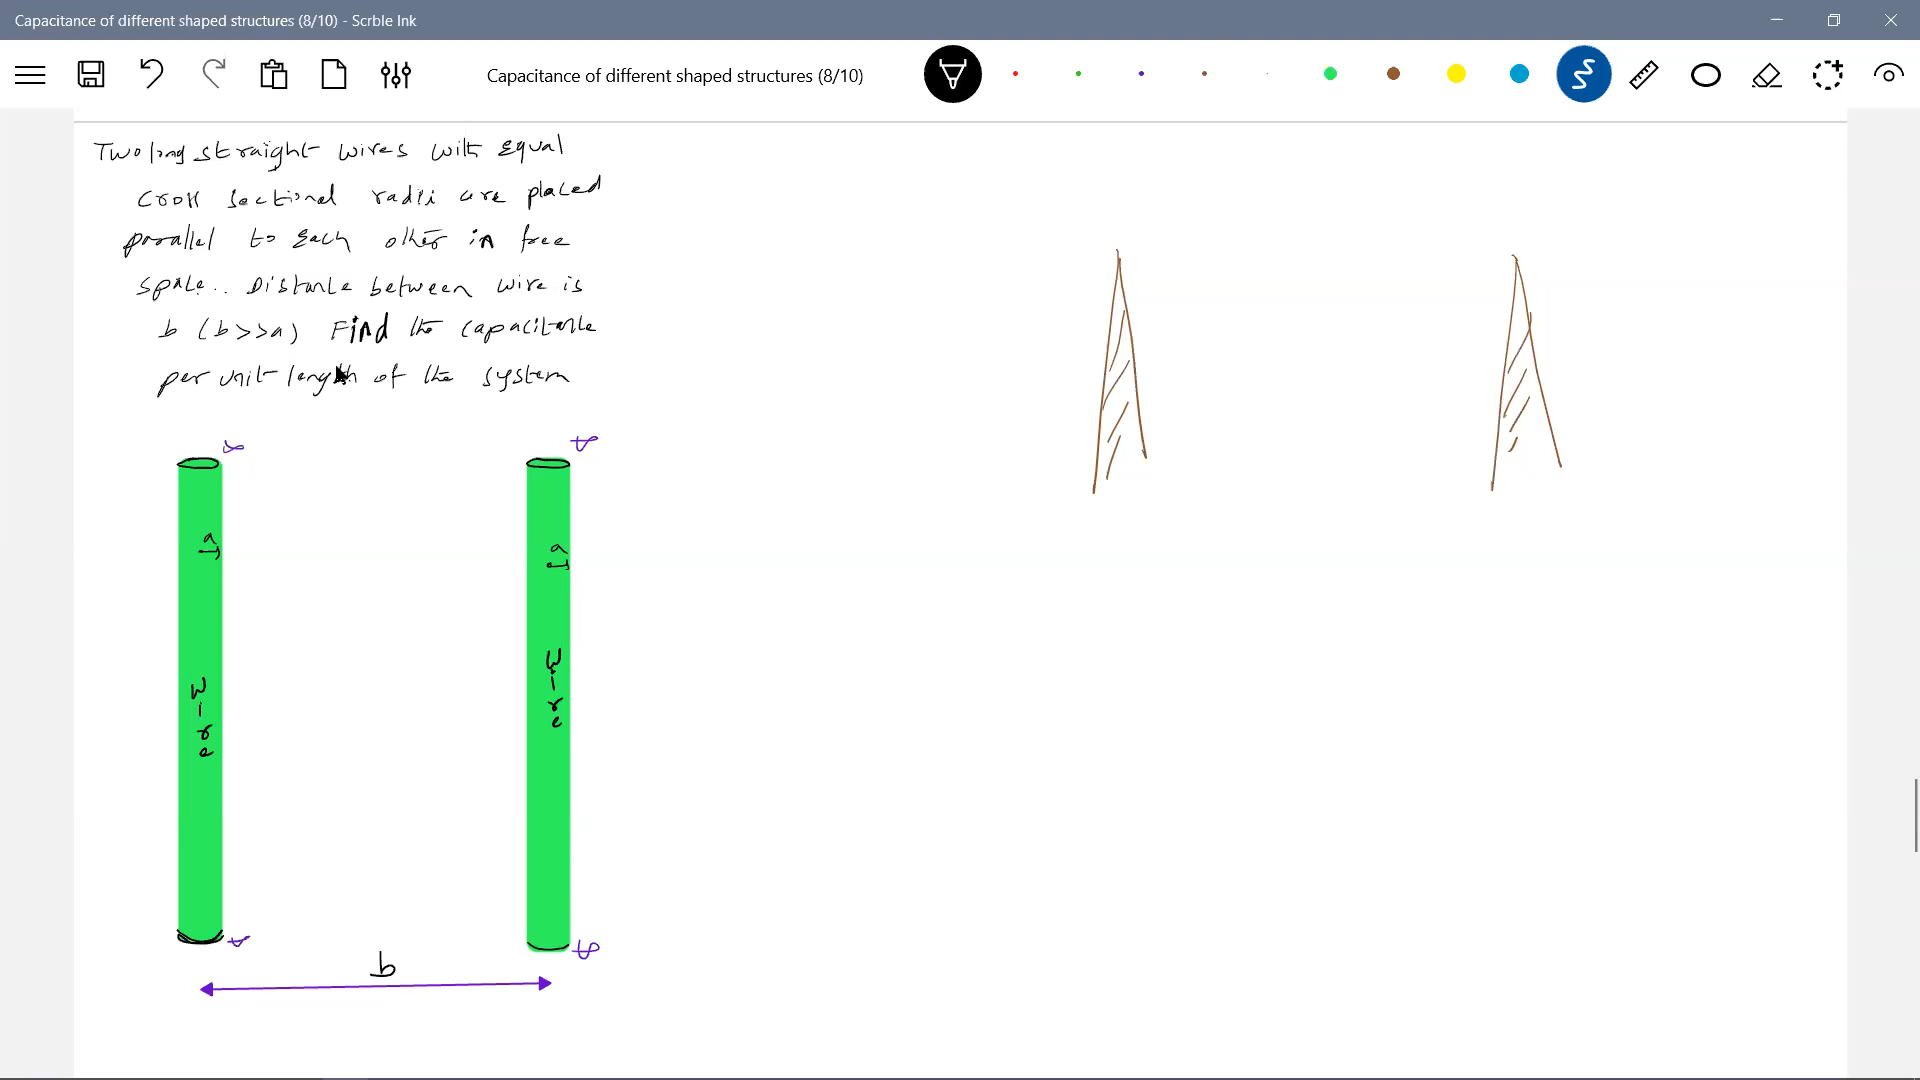 Capacitance of different shaped structures (8/10) - Scrble Ink
Capacitance of different shaped structures (8/10)
Two long straight wires with equal
cross sectional radii are placed
parallel to each other in free
space.. Distance between wire is
b (b>>a) Find the capacitance
per unit length of the system
a
a
wire
wire
b